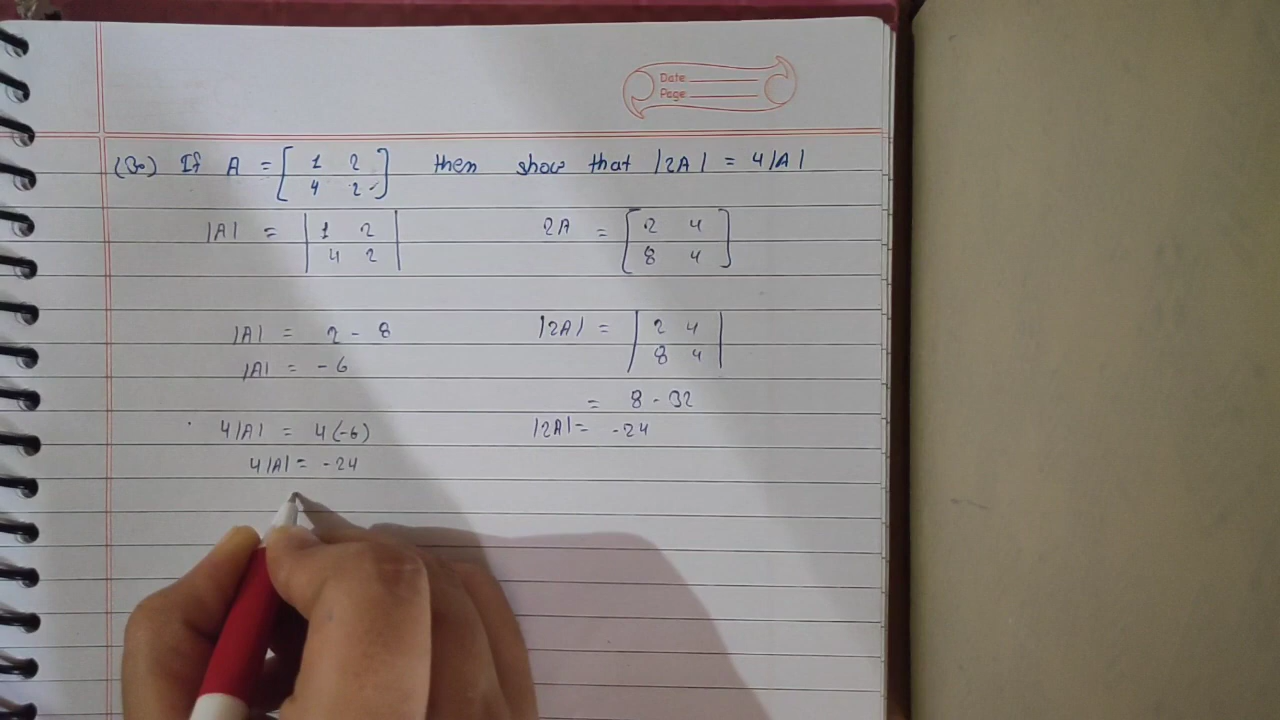 Date
Page
(3o) If A = [ 1 2 then show that |2A| = 4|A|
4 2 ]
|A| = | 1 2
4 2 |
|A| = 2 - 8
|A| = - 6
4|A| = 4(-6)
4|A| = - 24
2A = [ 2 4
8 4 ]
|2A| = | 2 4
8 4 |
= 8 - 32
|2A| = - 24